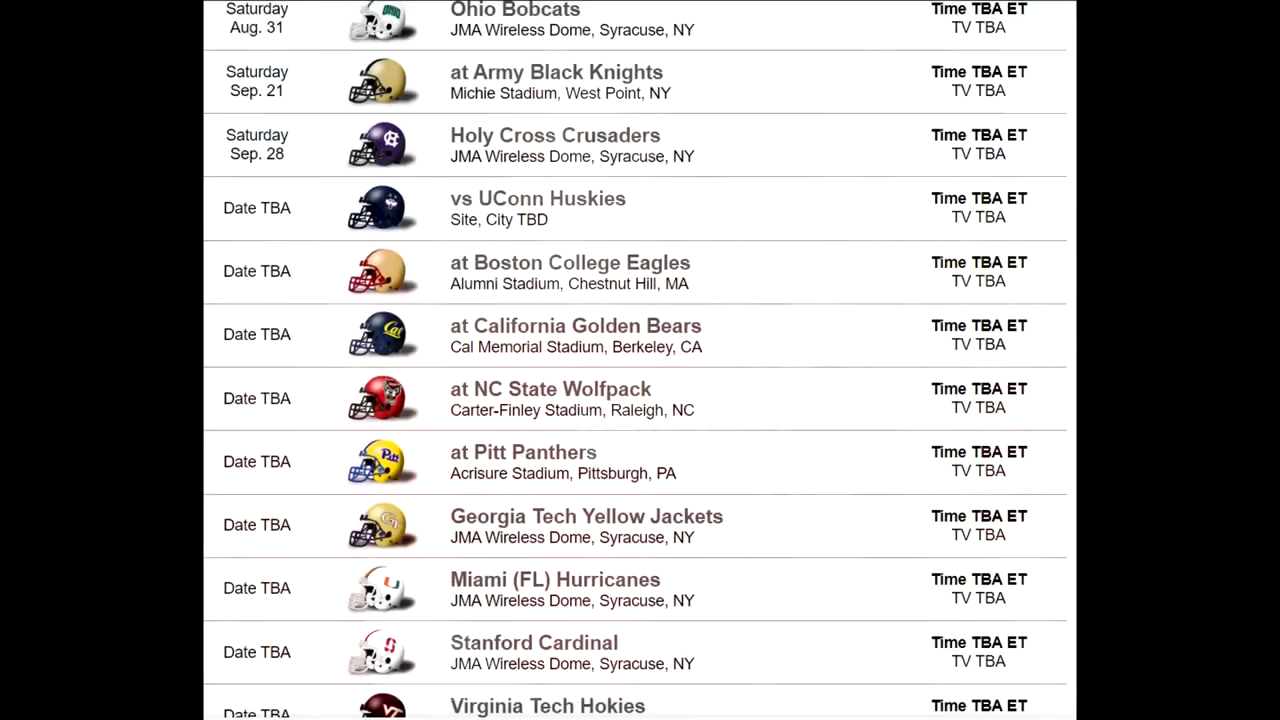 Saturday
Aug. 31
OHIO
Ohio Bobcats
JMA Wireless Dome, Syracuse, NY
Time TBA ET
TV TBA
Saturday
Sep. 21
at Army Black Knights
Michie Stadium, West Point, NY
Time TBA ET
TV TBA
Saturday
Sep. 28
Holy Cross Crusaders
JMA Wireless Dome, Syracuse, NY
Time TBA ET
TV TBA
Date TBA
vs UConn Huskies
Site, City TBD
Time TBA ET
TV TBA
Date TBA
at Boston College Eagles
Alumni Stadium, Chestnut Hill, MA
Time TBA ET
TV TBA
Date TBA
Cal
at California Golden Bears
Cal Memorial Stadium, Berkeley, CA
Time TBA ET
TV TBA
Date TBA
at NC State Wolfpack
Carter-Finley Stadium, Raleigh, NC
Time TBA ET
TV TBA
Date TBA
Pitt
at Pitt Panthers
Acrisure Stadium, Pittsburgh, PA
Time TBA ET
TV TBA
Date TBA
GT
Georgia Tech Yellow Jackets
JMA Wireless Dome, Syracuse, NY
Time TBA ET
TV TBA
Date TBA
U
Miami (FL) Hurricanes
JMA Wireless Dome, Syracuse, NY
Time TBA ET
TV TBA
Date TBA
S
Stanford Cardinal
JMA Wireless Dome, Syracuse, NY
Time TBA ET
TV TBA
Date TBA
VT
Virginia Tech Hokies
Time TBA ET